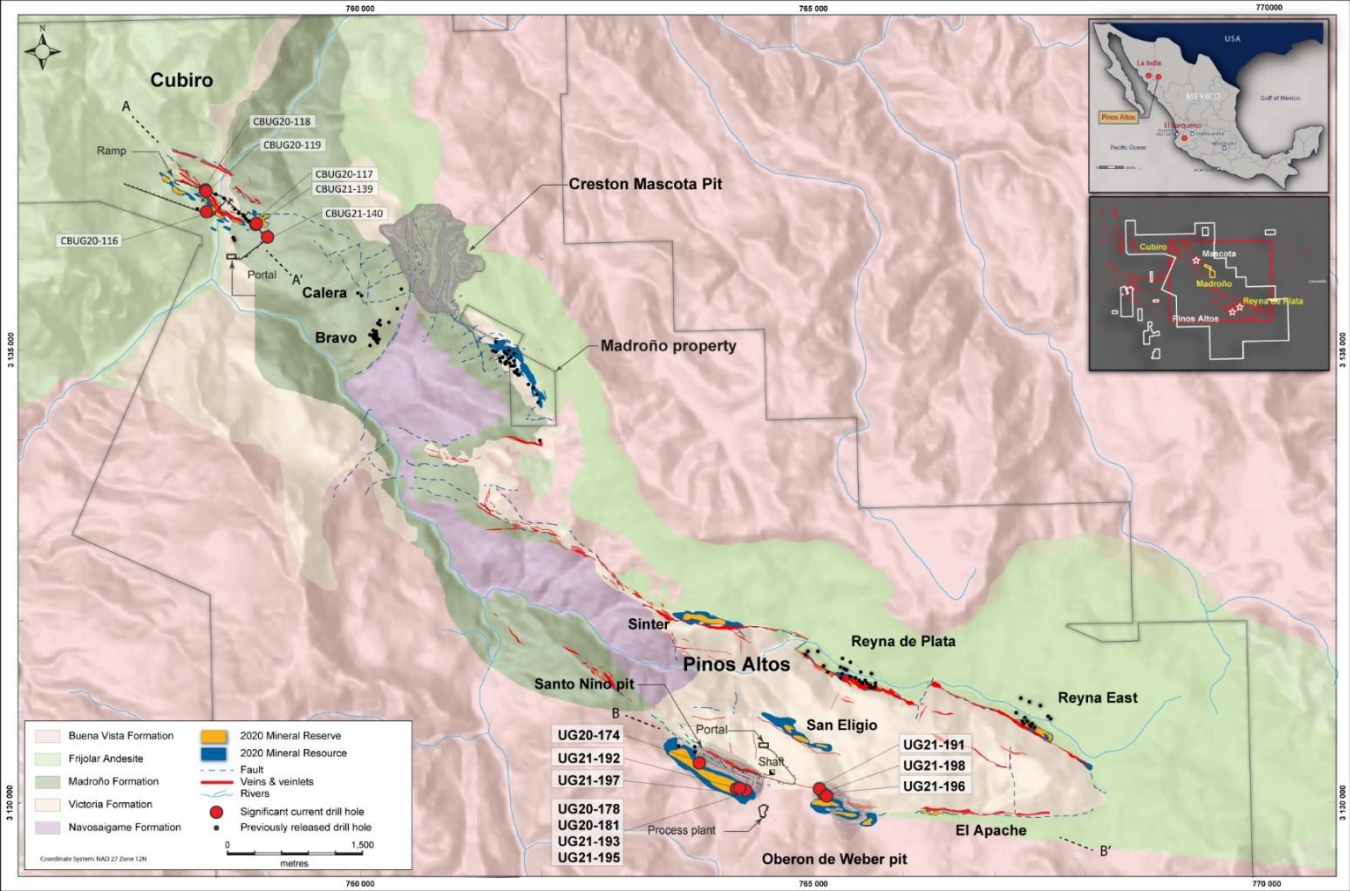 760 000
765 000
770000
N
Cubiro
A
CBUG20-118
Ramp
CBUG20-119
CBUG20-117
CBUG21-139
CBUG21-140
CBUG20-116
Portal
A'
Creston Mascota Pit
Calera
Bravo
Madroño property
3 135 000
3 135 000
USA
La India
MÉXICO
Gulf of Mexico
Pinos Altos
El Barqueño
Pacific Ocean
Cubiro
Mascota
Madroño
Reyna de Plata
Pinos Altos
Sinter
Reyna de Plata
Pinos Altos
Santo Nino pit
Reyna East
B
San Eligio
Portal
UG20-174
Shaft
UG21-191
UG21-192
UG21-198
UG21-197
UG21-196
UG20-178
UG20-181
UG21-193
UG21-195
Process plant
El Apache
B'
Oberon de Weber pit
3 130 000
3 130 000
Buena Vista Formation
Frijolar Andesite
Madroño Formation
Victoria Formation
Navosaigame Formation
2020 Mineral Reserve
2020 Mineral Resource
Fault
Veins & veinlets
Rivers
Significant current drill hole
Previously released drill hole
0
1,500
metres
Coordinate System: NAD 27 Zone 12N
760 000
765 000
770 000